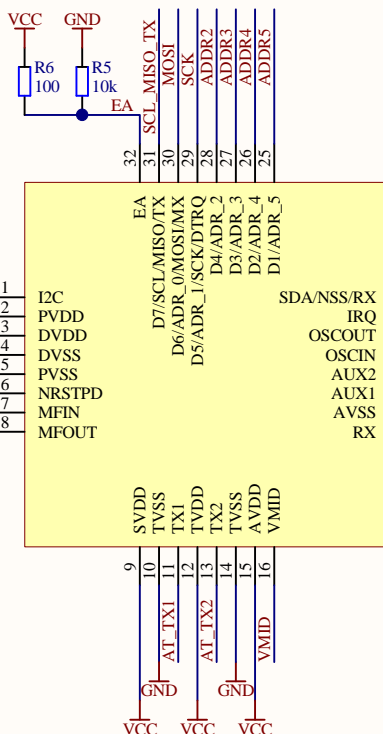 VCC GND
R6 R5
100 10k
EA
SCL_MISO_TX
MOSI
SCK
ADDR2
ADDR3
ADDR4
ADDR5
32 31 30 29 28 27 26 25
EA
D7/SCL/MISO/TX
D6/ADR_0/MOSI/MX
D5/ADR_1/SCK/DTRQ
D4/ADR_2
D3/ADR_3
D2/ADR_4
D1/ADR_5
1 I2C SDA/NSS/RX
2 PVDD IRQ
3 DVDD OSCOUT
4 DVSS OSCIN
5 PVSS AUX2
6 NRSTPD AUX1
7 MFIN AVSS
8 MFOUT RX
SVDD
TVSS
TX1
TVDD
TX2
TVSS
AVDD
VMID
9 10 11 12 13 14 15 16
AT_TX1
AT_TX2
VMID
GND GND
VCC VCC VCC